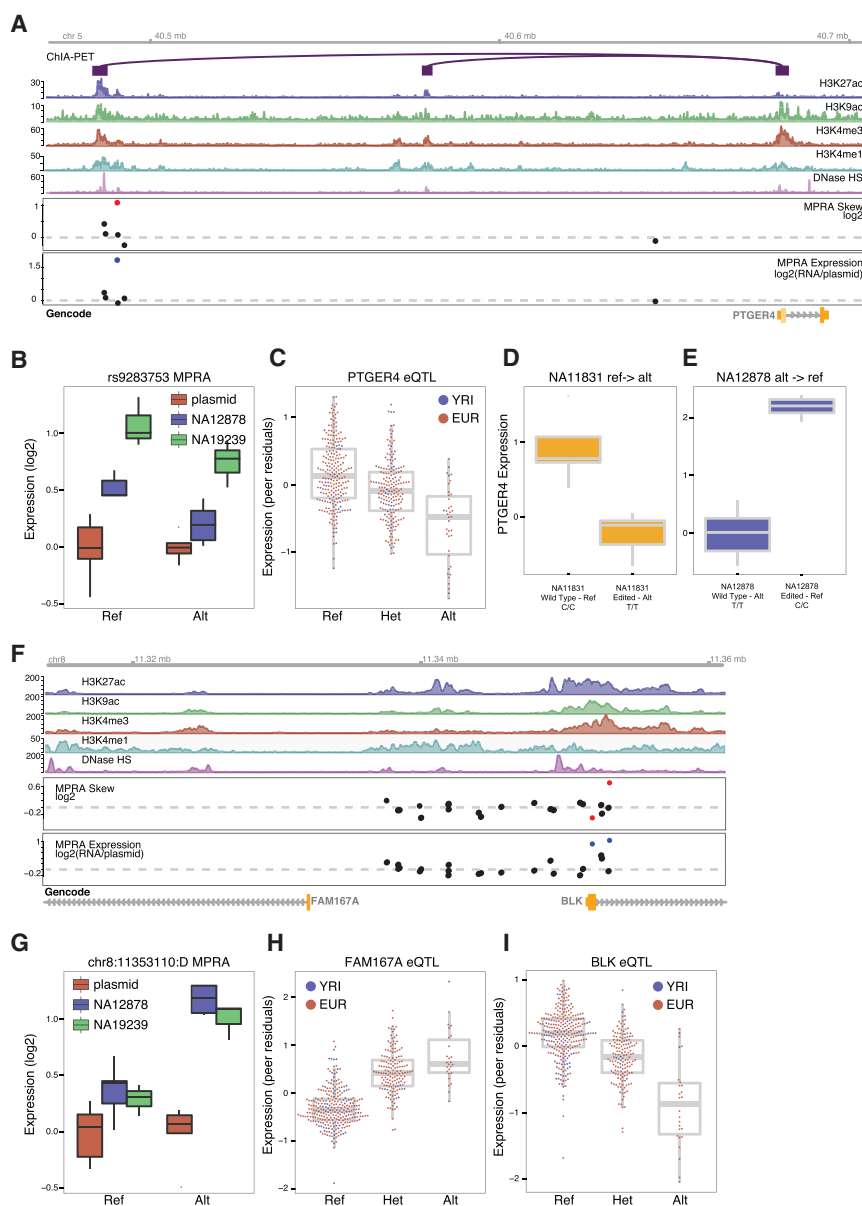 A
chr 5
40.5 mb
40.6 mb
40.7 mb
ChIA-PET
30
H3K27ac
10
H3K9ac
60
H3K4me3
50
H3K4me1
60
DNase HS
1
0
MPRA Skew
log2
1.5
0
MPRA Expression
log2(RNA/plasmid)
Gencode
PTGER4
B
rs9283753 MPRA
plasmid
NA12878
NA19239
Expression (log2)
1.0
0.5
0.0
−0.5
Ref
Alt
C
PTGER4 eQTL
YRI
EUR
Expression (peer residuals)
1
0
−1
Ref
Het
Alt
D
NA11831 ref-> alt
PTGER4 Expression
1
0
NA11831
Wild Type - Ref
C/C
NA11831
Edited - Alt
T/T
E
NA12878 alt -> ref
2
1
0
NA12878
Wild Type - Alt
T/T
NA12878
Edited - Ref
C/C
F
chr8
11.32 mb
11.34 mb
11.36 mb
200
H3K27ac
200
H3K9ac
200
H3K4me3
50
H3K4me1
200
DNase HS
0.6
−0.2
MPRA Skew
log2
1
−0.2
MPRA Expression
log2(RNA/plasmid)
Gencode
FAM167A
BLK
G
chr8:11353110:D MPRA
plasmid
NA12878
NA19239
Expression (log2)
1.0
0.5
0.0
−0.5
Ref
Alt
H
FAM167A eQTL
YRI
EUR
Expression (peer residuals)
2
1
0
−1
−2
Ref
Het
Alt
I
BLK eQTL
YRI
EUR
Expression (peer residuals)
1
0
−1
−2
Ref
Het
Alt